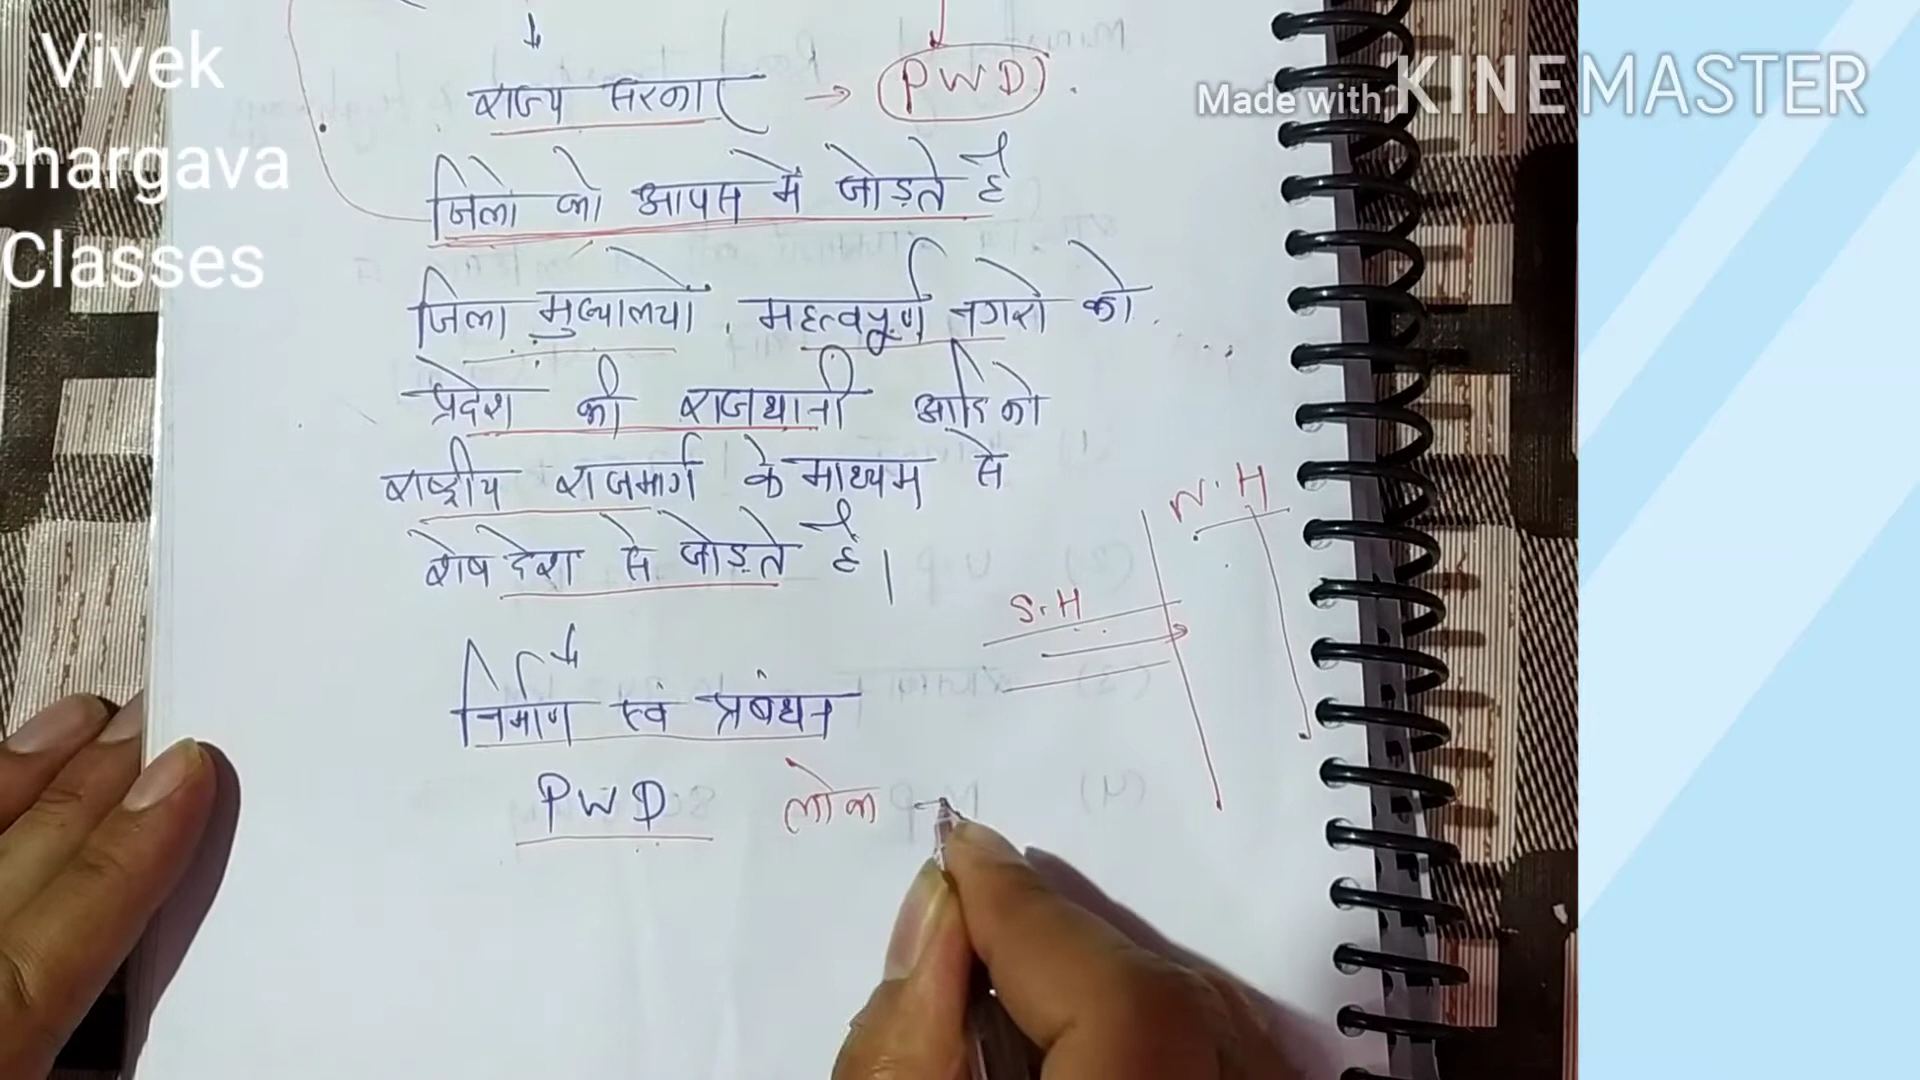 Vivek
Bhargava
Classes
Made with KINEMASTER
राज्य सरकार → PWD
जिलो को आपस में जोड़ते है
जिला मुख्यालयो, महत्वपूर्ण नगरो को
प्रदेश की राजधानी आदि को
राष्ट्रीय राजमार्ग के माध्यम से
शेष देश से जोड़ते है।
N.H
S.H
निर्माण एवं प्रबंधन
PWD लोक